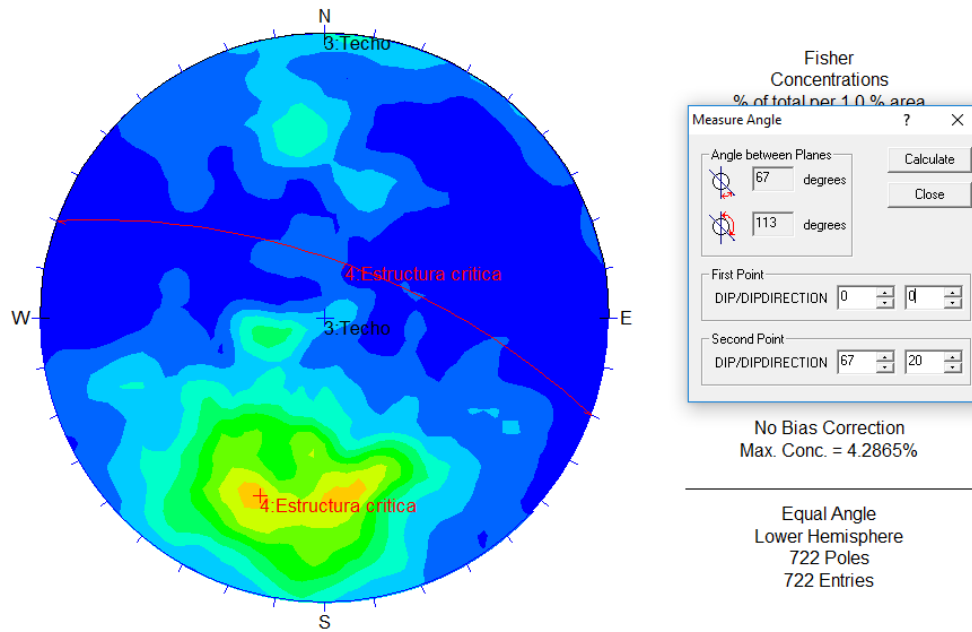 N
3:Techo
W
E
4:Estructura critica
3:Techo
4:Estructura critica
S
Fisher
Concentrations
% of total per 1.0 % area
Measure Angle
?
Angle between Planes
67 degrees
113 degrees
Calculate
Close
First Point
DIP/DIPDIRECTION 0 0
Second Point
DIP/DIPDIRECTION 67 20
No Bias Correction
Max. Conc. = 4.2865%
Equal Angle
Lower Hemisphere
722 Poles
722 Entries